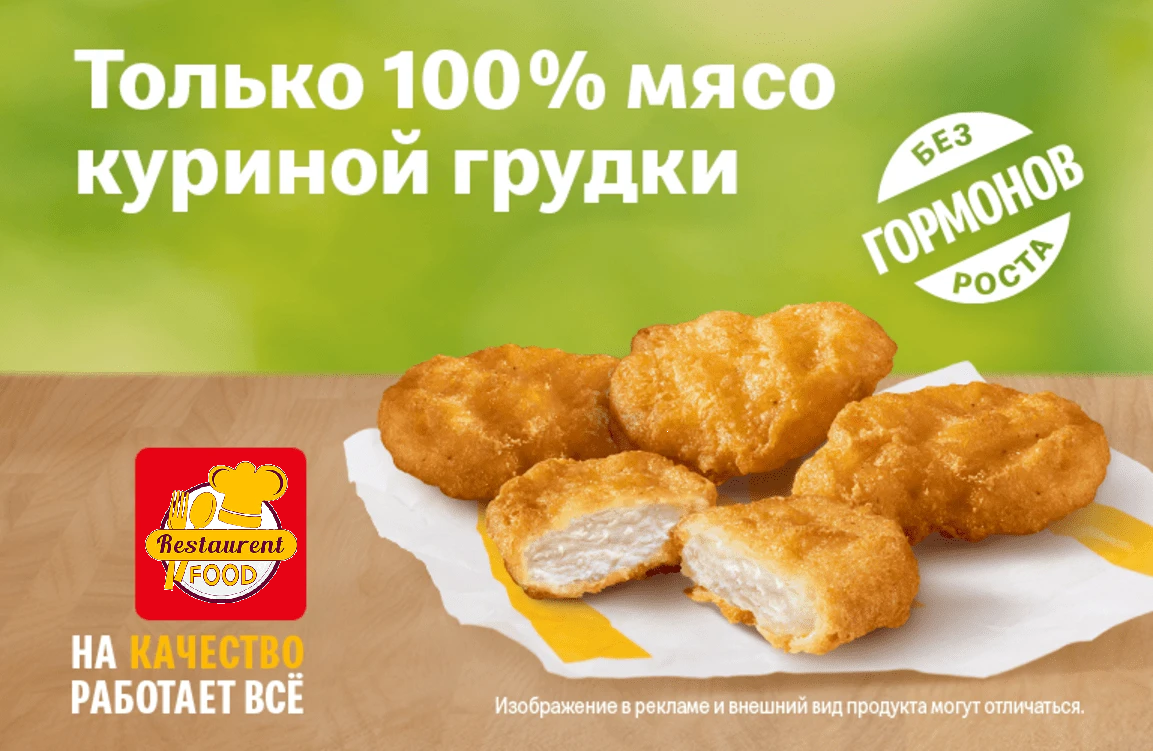 Только 100% мясо
куриной грудки
БЕЗ
ГОРМОНОВ
РОСТА
Restaurent
FOOD
НА КАЧЕСТВО
РАБОТАЕТ ВСЁ
Изображение в рекламе и внешний вид продукта могут отличаться.